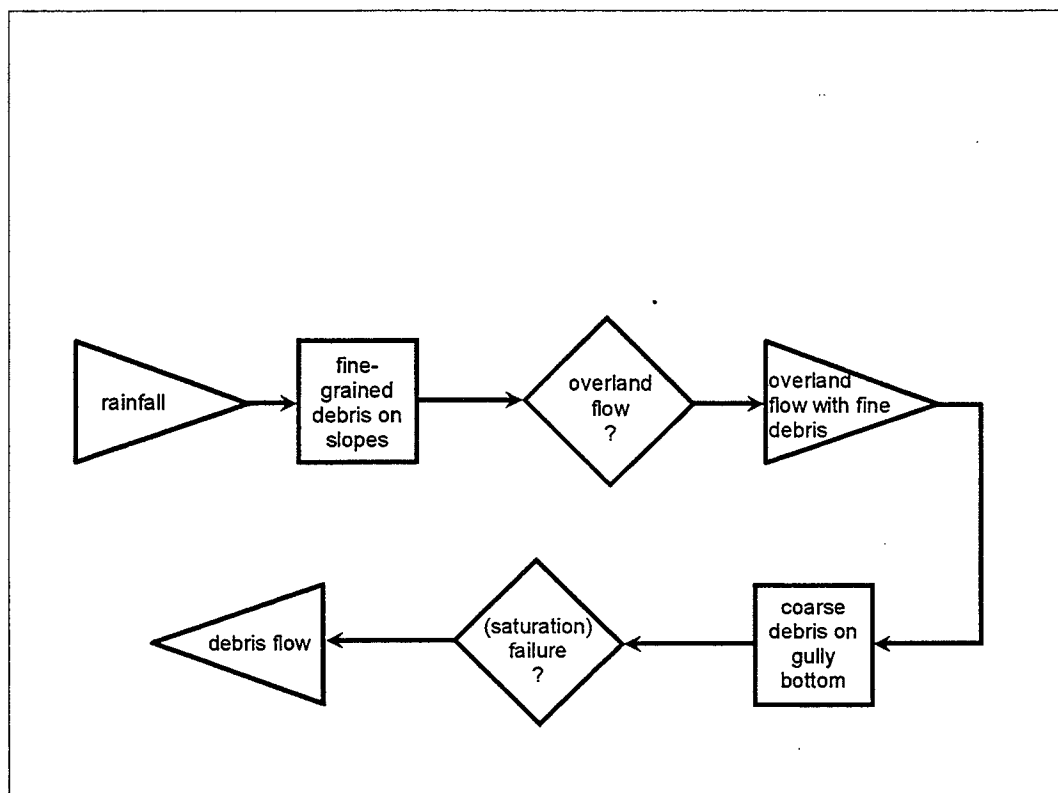 rainfall
fine-
grained
debris on
slopes
overland
flow
?
overland
flow with fine
debris
coarse
debris on
gully
bottom
(saturation)
failure
?
debris flow